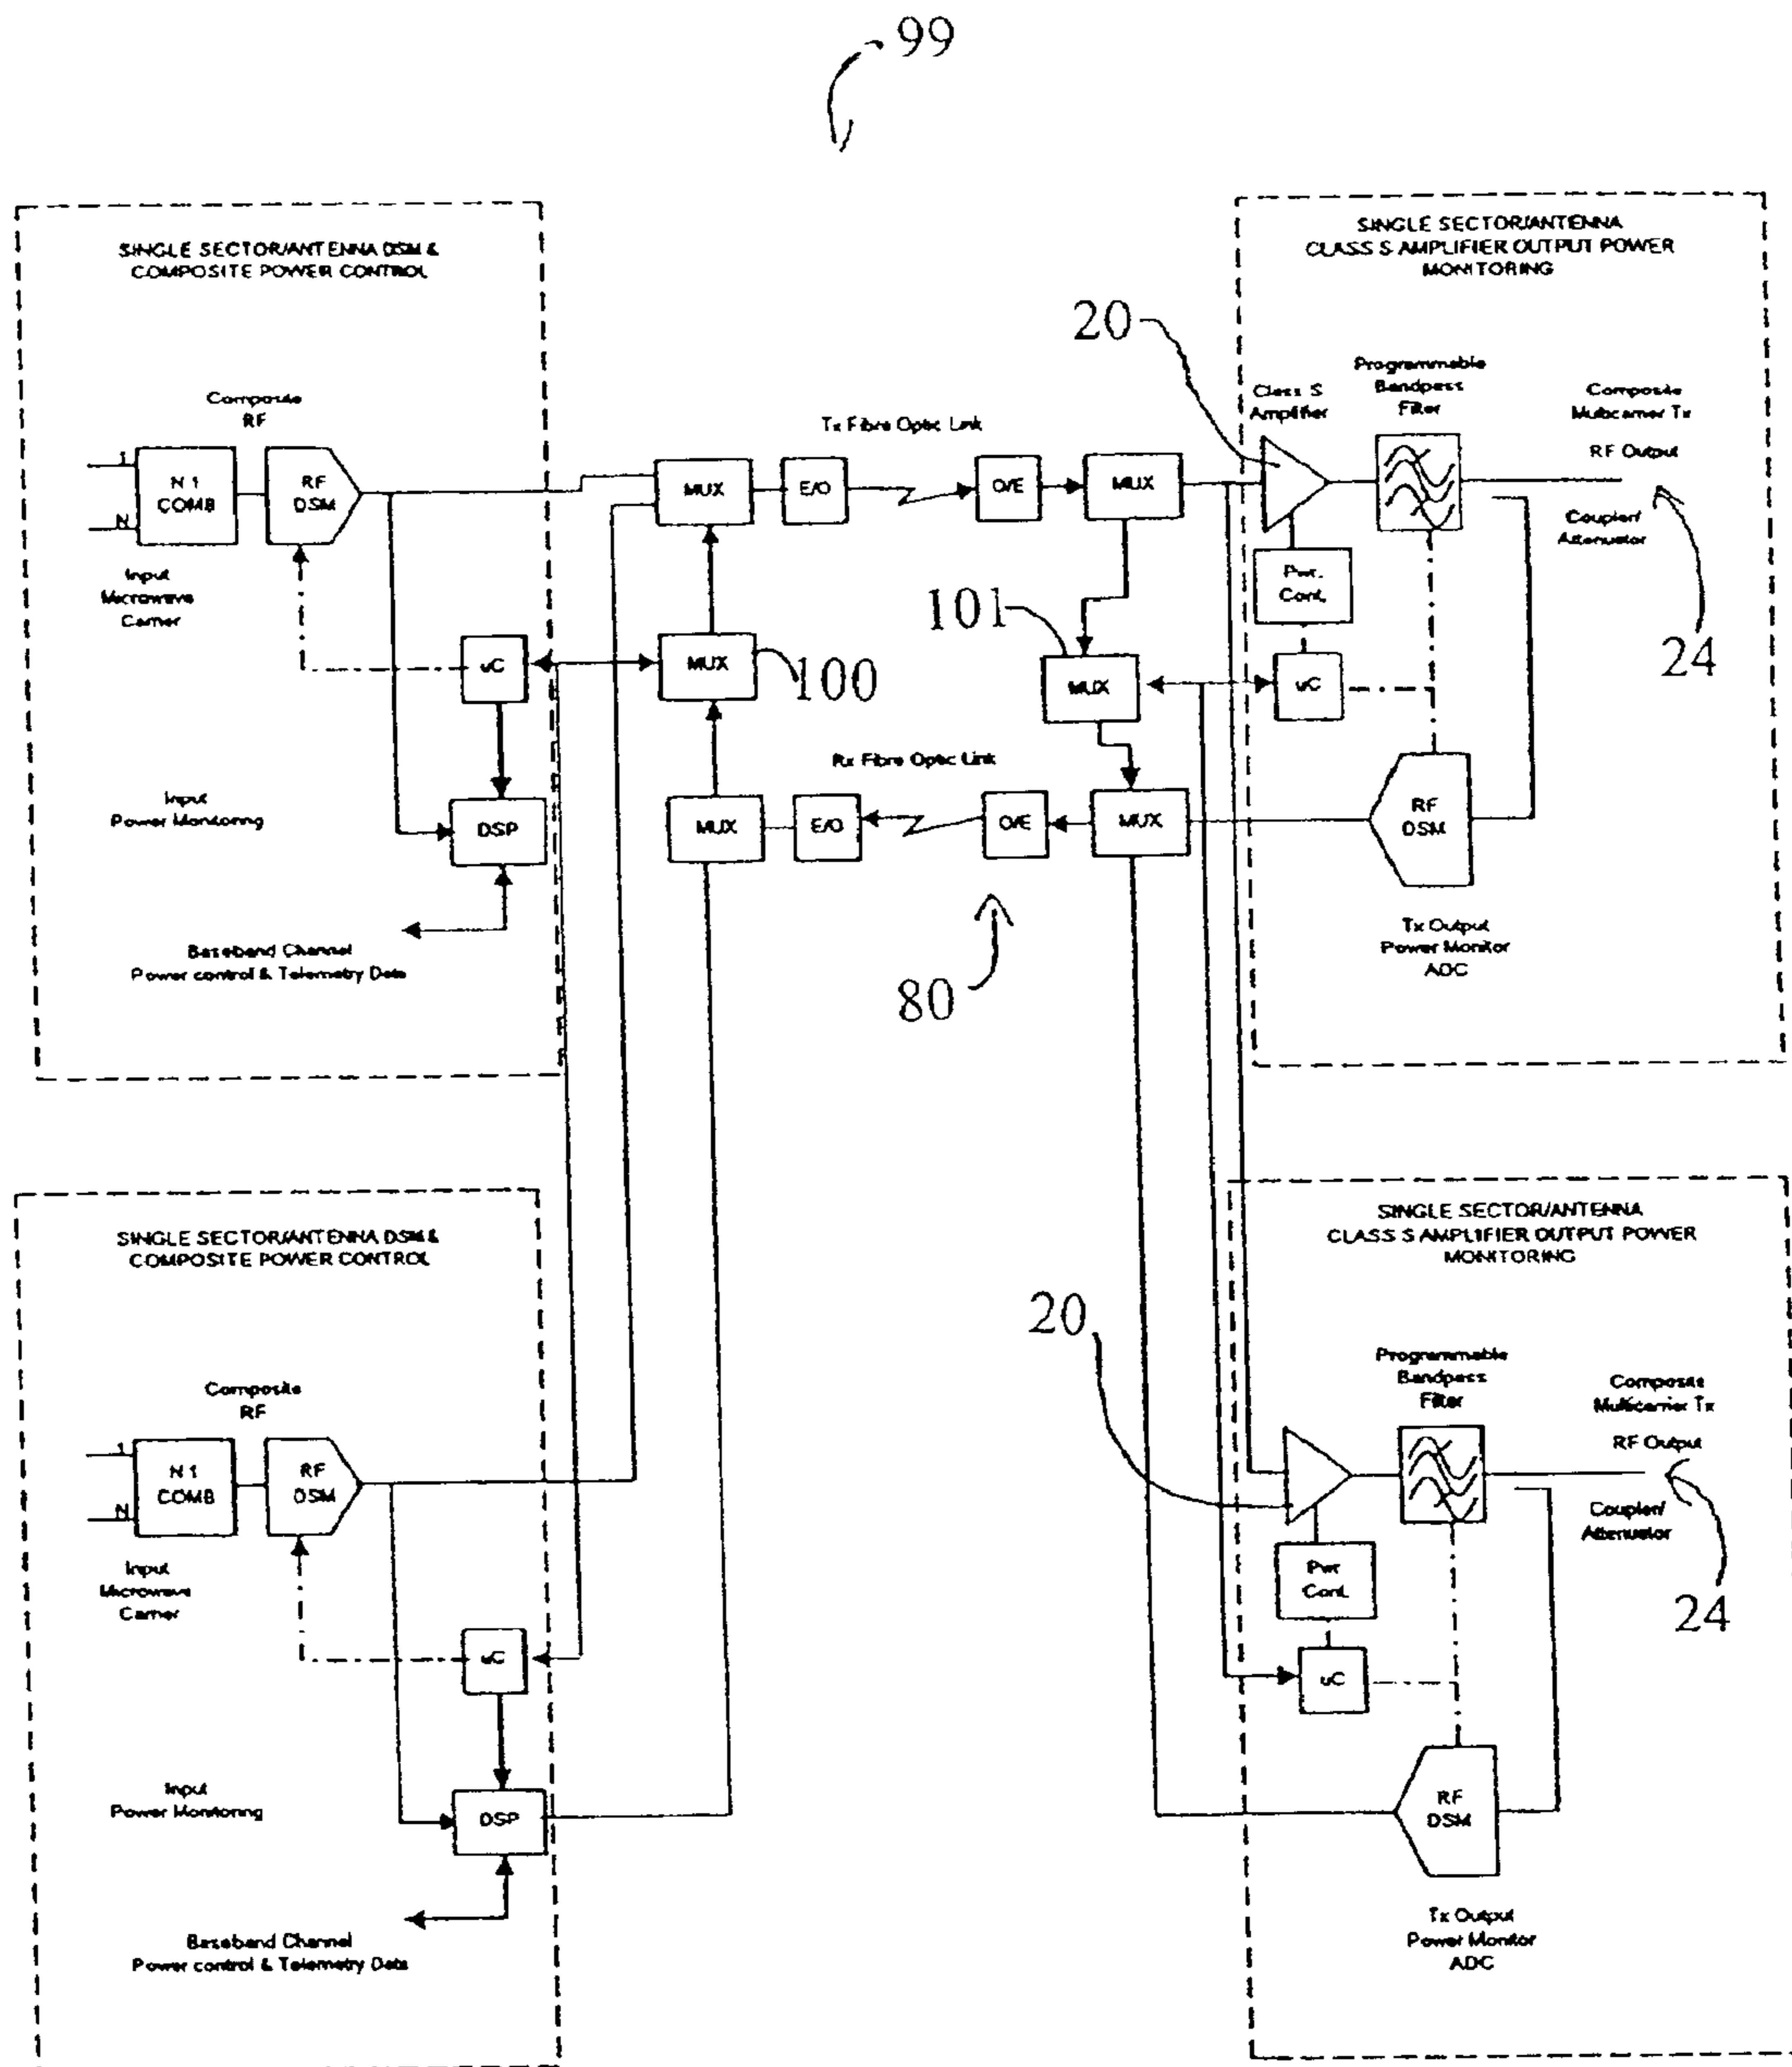 99
SINGLE SECTOR/ANTENNA DSM &
COMPOSITE POWER CONTROL
Composite
RF
1
N
N:1
COMB
RF
DSM
Input
Microwave
Carrier
uC
Input
Power Monitoring
DSP
Baseband Channel
Power control & Telemetry Data
Tx Fibre Optic Link
MUX
E/O
O/E
MUX
MUX
100
101
MUX
Rx Fibre Optic Link
MUX
E/O
O/E
MUX
80
SINGLE SECTOR/ANTENNA
CLASS S AMPLIFIER OUTPUT POWER
MONITORING
20
Class S
Amplifier
Programmable
Bandpass
Filter
Composite
Multicarrier Tx
RF Output
Coupler/
Attenuator
Pwr.
Cont.
24
uC
RF
DSM
Tx Output
Power Monitor
ADC
SINGLE SECTOR/ANTENNA DSM &
COMPOSITE POWER CONTROL
Composite
RF
1
N
N:1
COMB
RF
DSM
Input
Microwave
Carrier
uC
Input
Power Monitoring
DSP
Baseband Channel
Power control & Telemetry Data
SINGLE SECTOR/ANTENNA
CLASS S AMPLIFIER OUTPUT POWER
MONITORING
20
Programmable
Bandpass
Filter
Composite
Multicarrier Tx
RF Output
Coupler/
Attenuator
Pwr
Cont.
24
uC
RF
DSM
Tx Output
Power Monitor
ADC